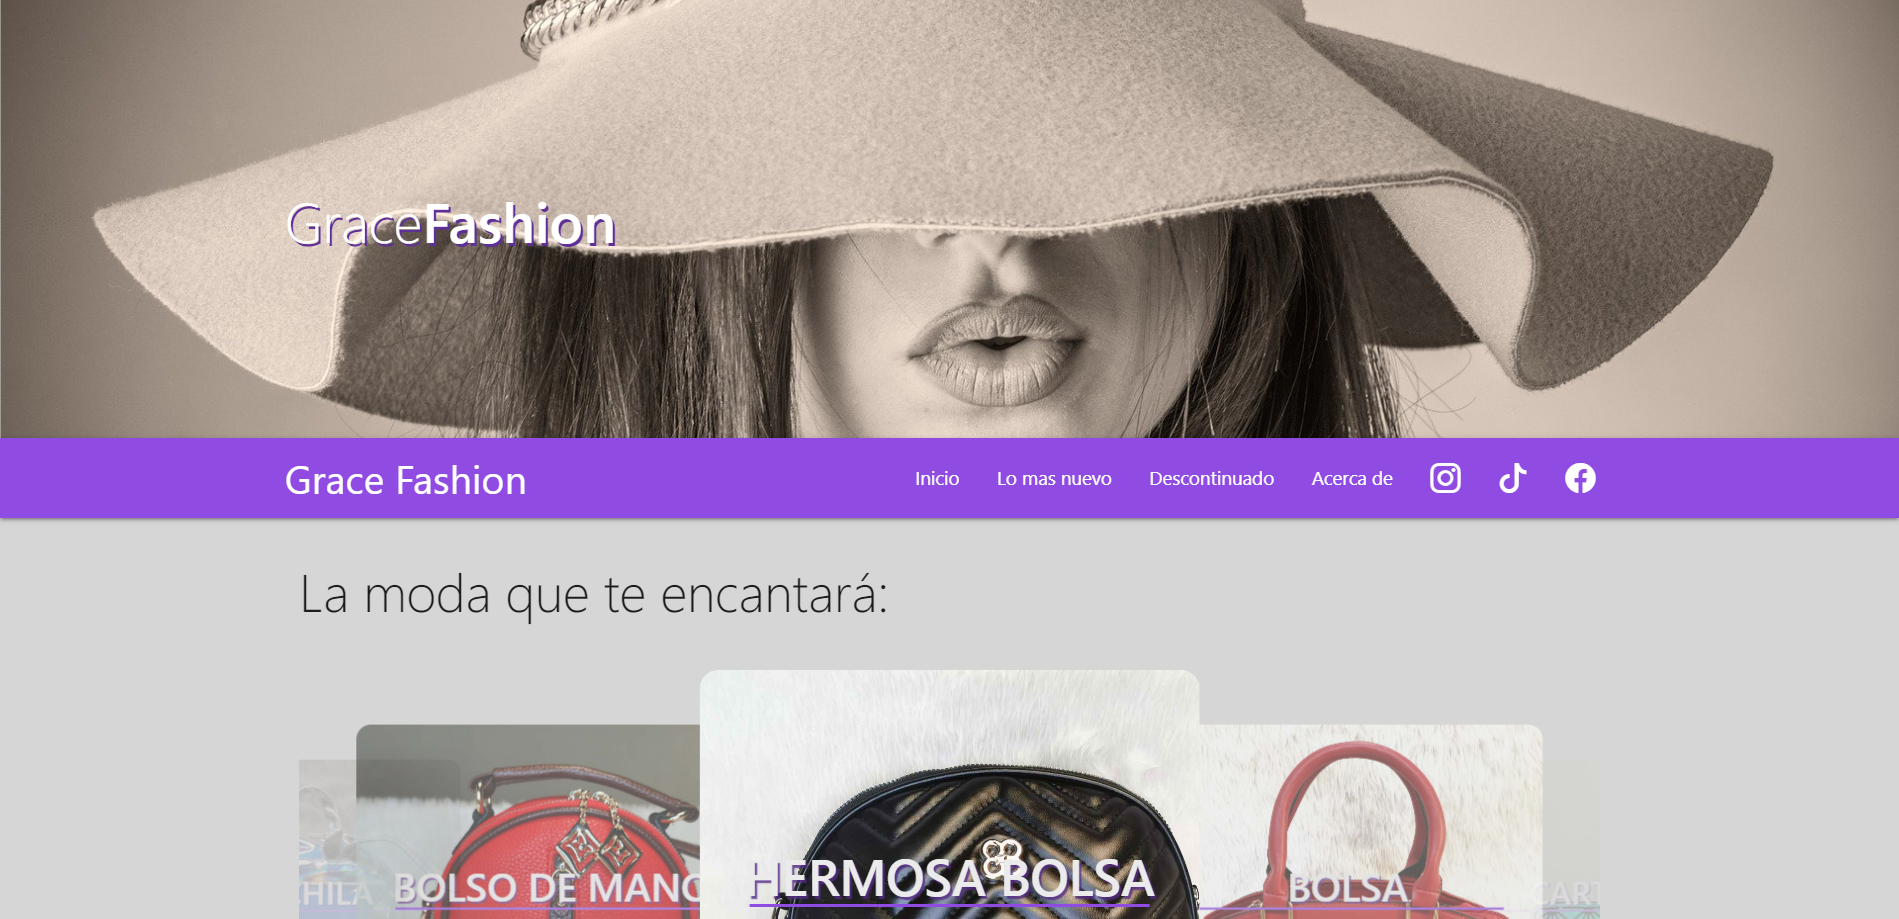 GraceFashion
Grace Fashion
Inicio
Lo mas nuevo
Descontinuado
Acerca de
La moda que te encantará:
CHILA
BOLSO DE MANO
HERMOSA BOLSA
BOLSA
CART